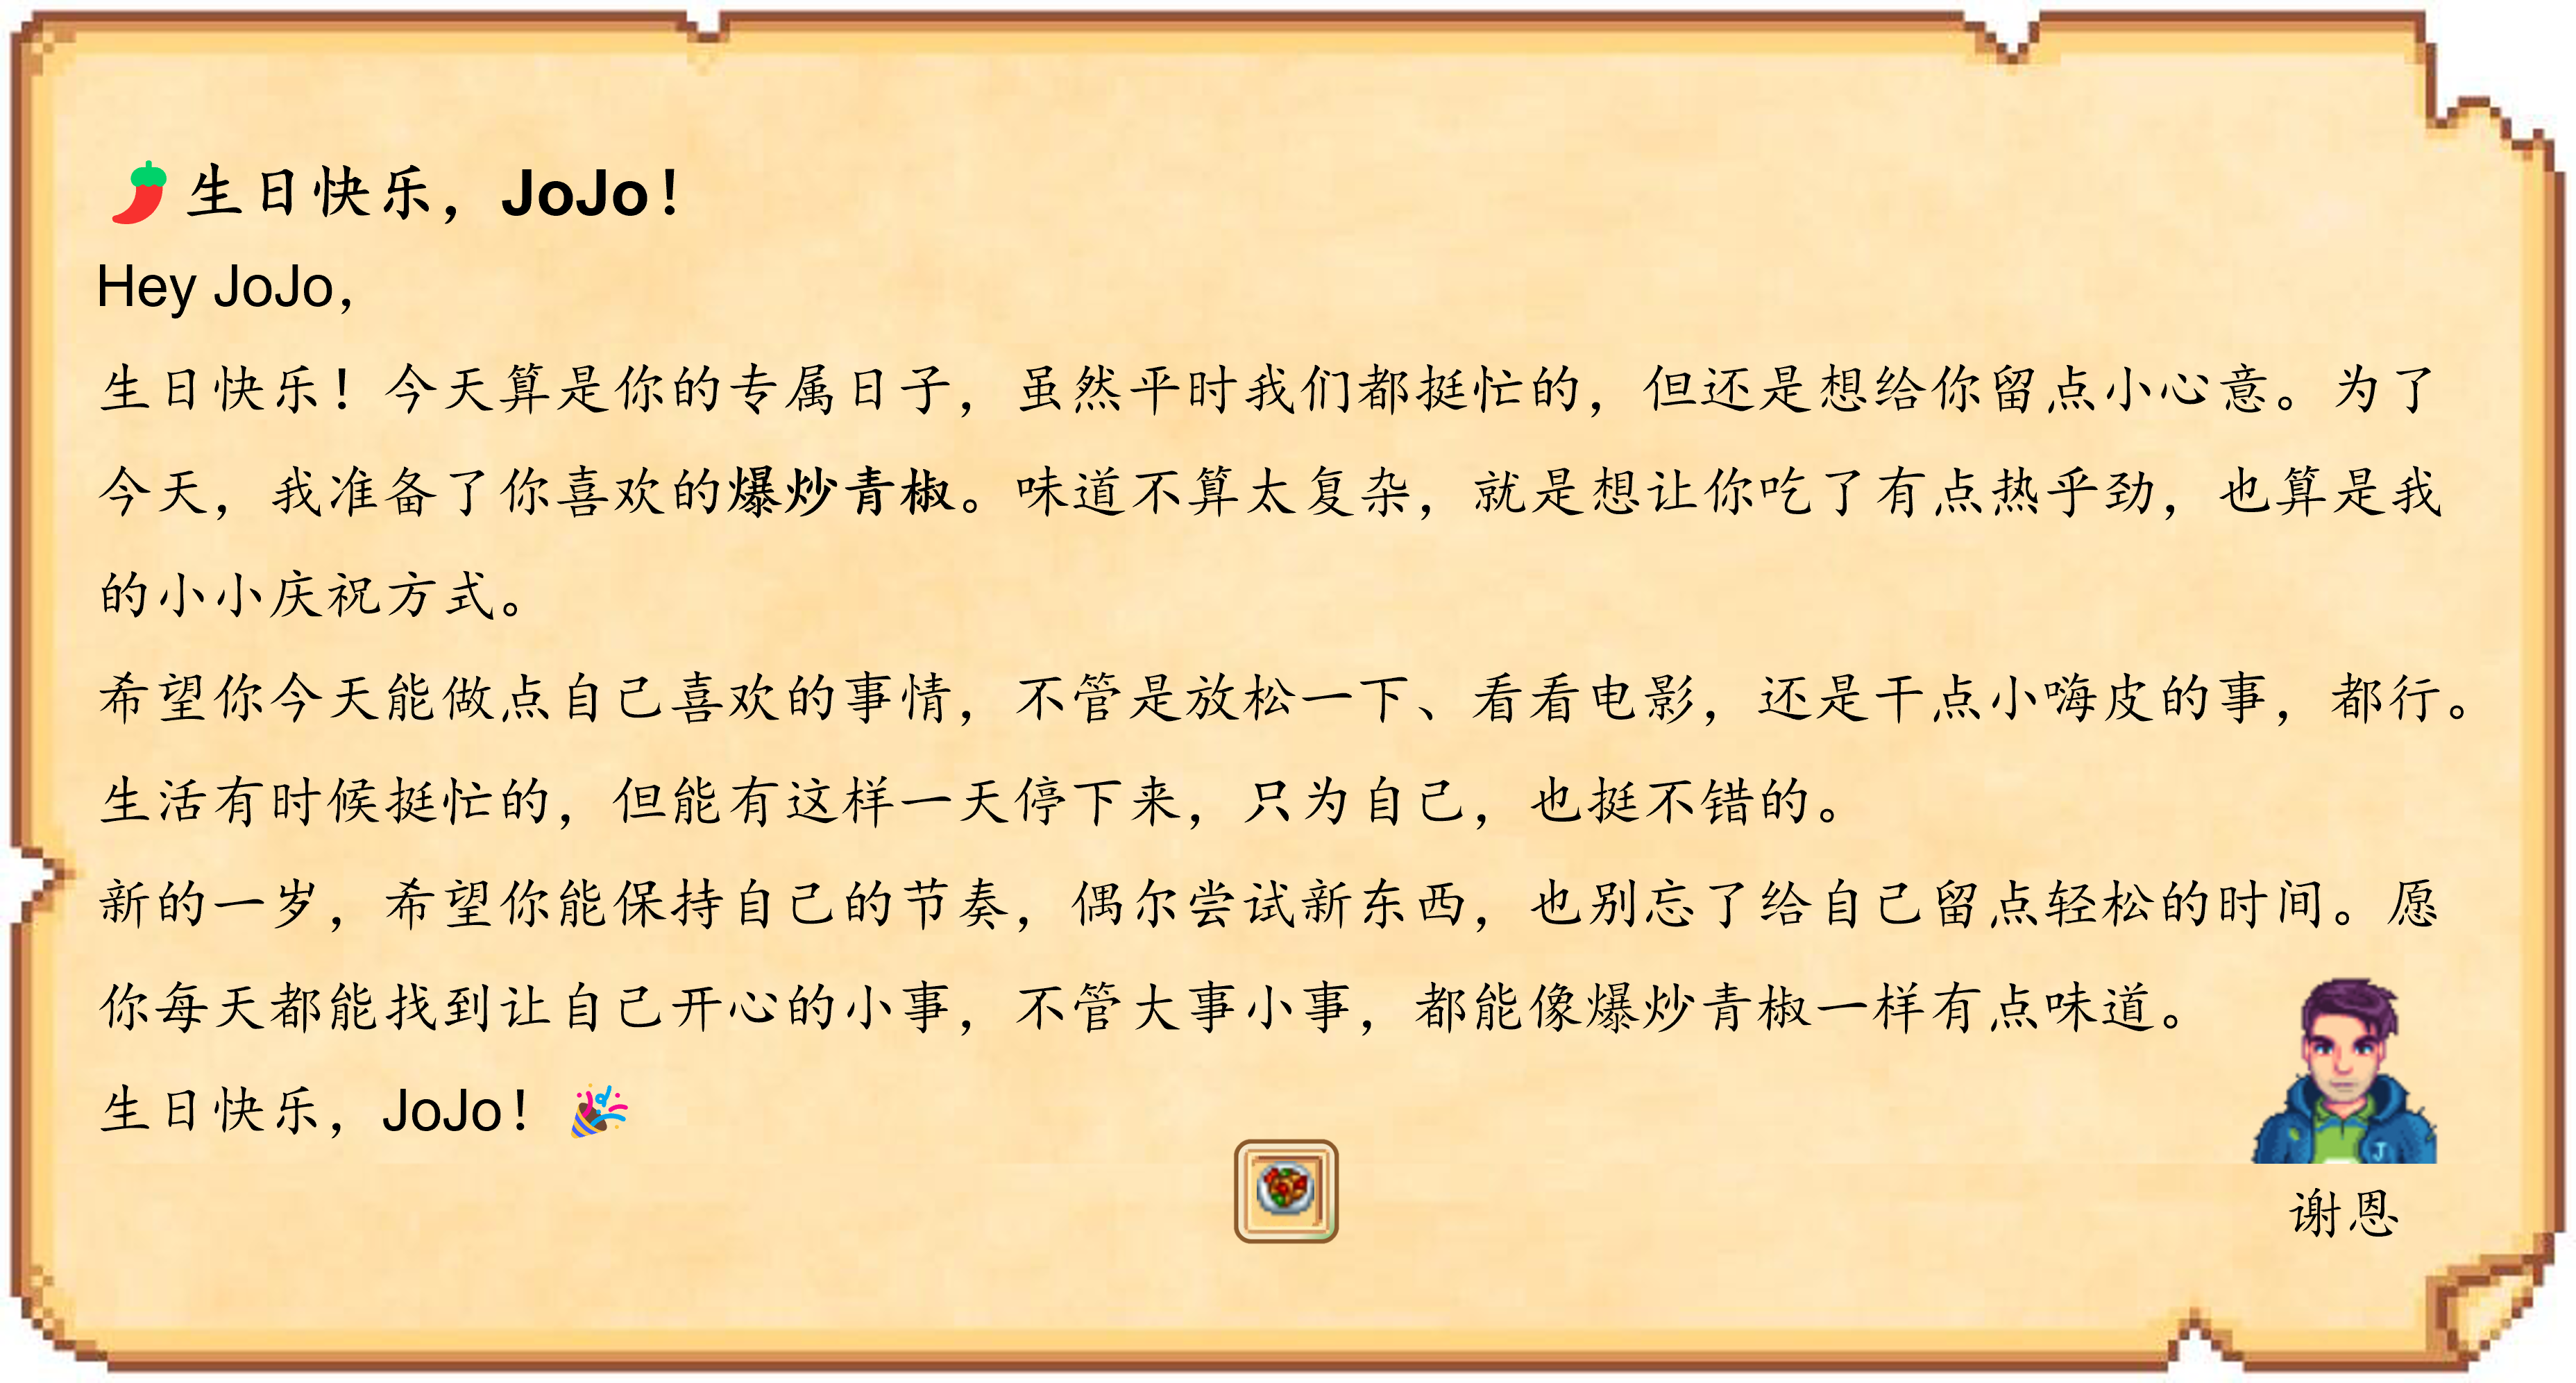 🌶️生日快乐，JoJo！
Hey JoJo，
生日快乐！今天算是你的专属日子，虽然平时我们都挺忙的，但还是想给你留点小心意。为了
今天，我准备了你喜欢的爆炒青椒。味道不算太复杂，就是想让你吃了有点热乎劲，也算是我
的小小庆祝方式。
希望你今天能做点自己喜欢的事情，不管是放松一下、看看电影，还是干点小嗨皮的事，都行。
生活有时候挺忙的，但能有这样一天停下来，只为自己，也挺不错的。
新的一岁，希望你能保持自己的节奏，偶尔尝试新东西，也别忘了给自己留点轻松的时间。愿
你每天都能找到让自己开心的小事，不管大事小事，都能像爆炒青椒一样有点味道。
生日快乐，JoJo！🎉
谢恩